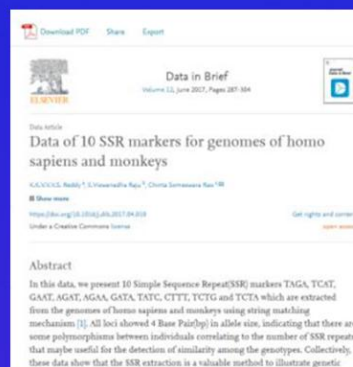 Download PDF Share Export
ELSEVIER
Data in Brief
Volume 12, June 2017, Pages 287-304
Data Article
Data of 10 SSR markers for genomes of homo
sapiens and monkeys
K.K.V.V.V.S. Reddy, S.Viswanadha Raju, Chinta Someswara Rao
Show more
Get rights and content
Under a Creative Commons license
open access
Abstract
In this data, we present 10 Simple Sequence Repeat(SSR) markers TAGA, TCAT,
GAAT, AGAT, AGAA, GATA, TATC, CTTT, TCTG and TCTA which are extracted
from the genomes of homo sapiens and monkeys using string matching
mechanism [1]. All loci showed 4 Base Pair(bp) in allele size, indicating that there are
some polymorphisms between individuals correlating to the number of SSR repeats
that maybe useful for the detection of similarity among the genotypes. Collectively,
these data show that the SSR extraction is a valuable method to illustrate genetic